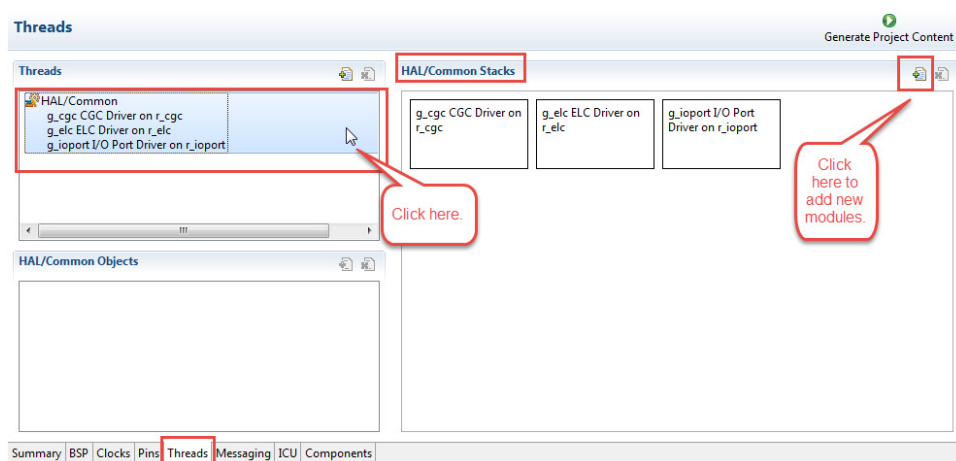 Threads
Generate Project Content
Threads
HAL/Common
g_cgc CGC Driver on r_cgc
g_elc ELC Driver on r_elc
g_ioport I/O Port Driver on r_ioport
Click here.
HAL/Common Objects
HAL/Common Stacks
g_cgc CGC Driver on
r_cgc
g_elc ELC Driver on
r_elc
g_ioport I/O Port
Driver on r_ioport
Click
here to
add new
modules.
Summary BSP Clocks Pins Threads Messaging ICU Components